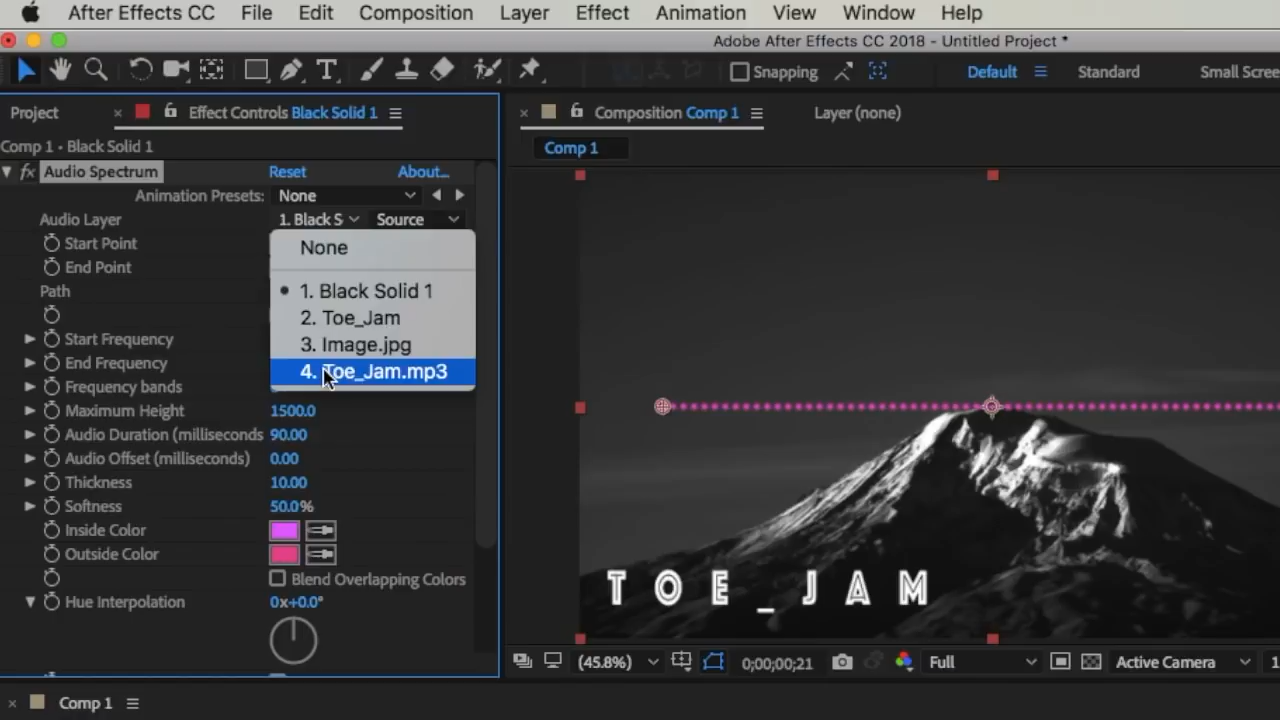 After Effects CC File Edit Composition Layer Effect Animation View Window Help
Adobe After Effects CC 2018 - Untitled Project *
Snapping Default Standard Small Scree
Project Effect Controls Black Solid 1
Composition Comp 1 Layer (none)
Comp 1 • Black Solid 1
Comp 1
fx Audio Spectrum Reset About...
Animation Presets: None
Audio Layer 1. Black S Source
Start Point
None
End Point
Path
1. Black Solid 1
2. Toe_Jam
Start Frequency
3. Image.jpg
End Frequency
4. Toe_Jam.mp3
Frequency bands
Maximum Height 1500.0
Audio Duration (milliseconds 90.00
Audio Offset (milliseconds) 0.00
Thickness 10.00
Softness 50.0%
Inside Color
Outside Color
Blend Overlapping Colors
Hue Interpolation 0x+0.0°
TOE_JAM
(45.8%) 0;00;00;21 Full Active Camera 1
Comp 1